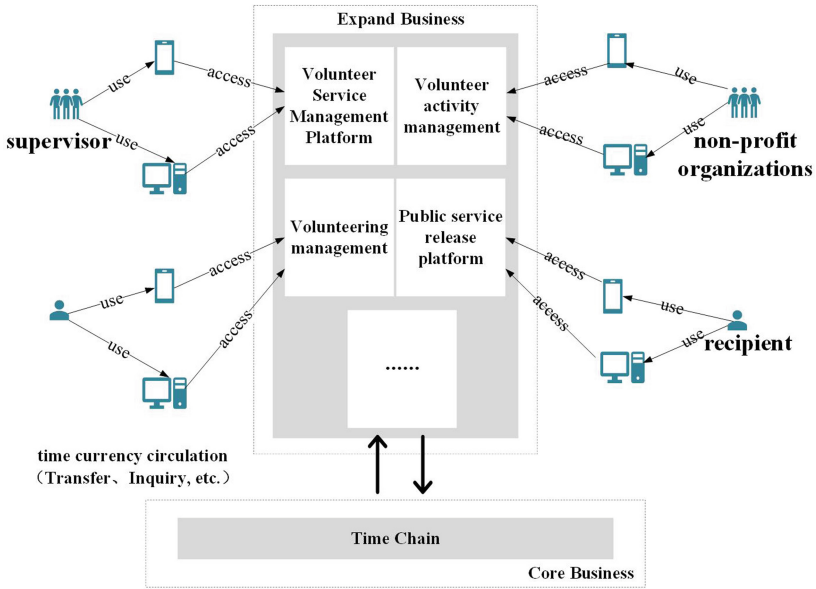 Expand Business
use
access
Volunteer
Service
Management
Platform
Volunteer
activity
management
access
use
supervisor
use
access
access
use
non-profit
organizations
Volunteering
management
Public service
release
platform
use
access
access
use
use
access
access
use
recipient
......
time currency circulation
（Transfer、Inquiry, etc.）
Time Chain
Core Business